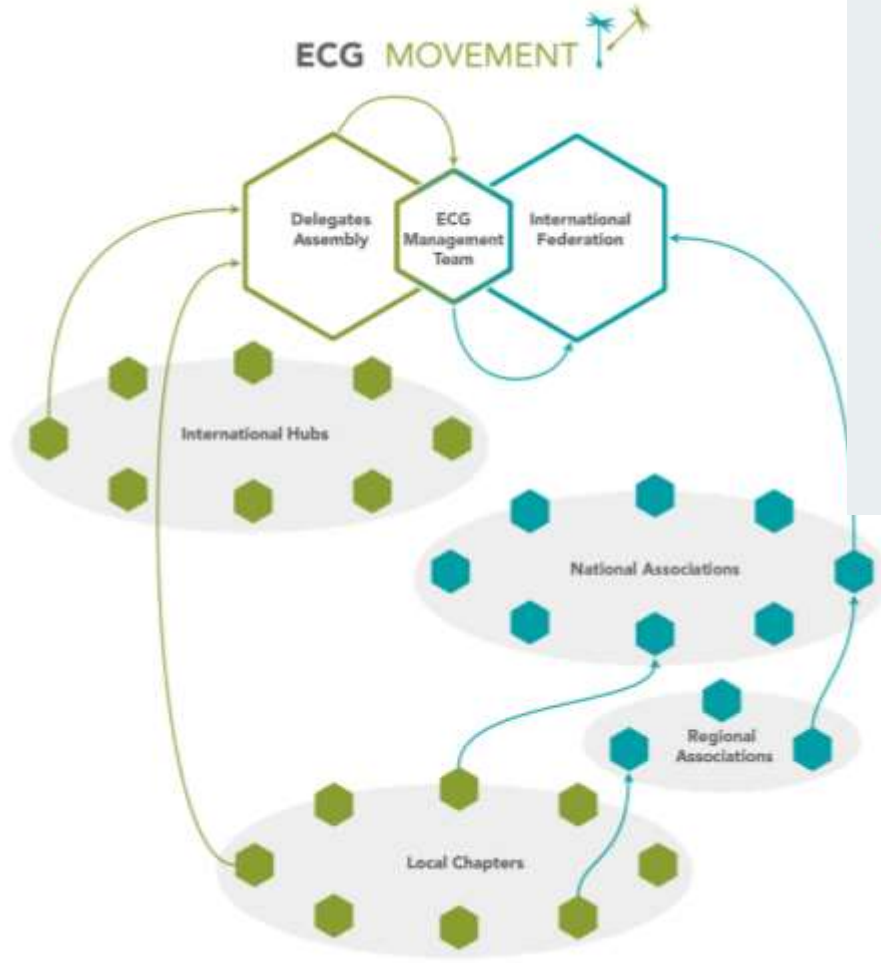 ECG MOVEMENT
Delegates
Assembly
ECG
Management
Team
International
Federation
International Hubs
National Associations
Regional
Associations
Local Chapters